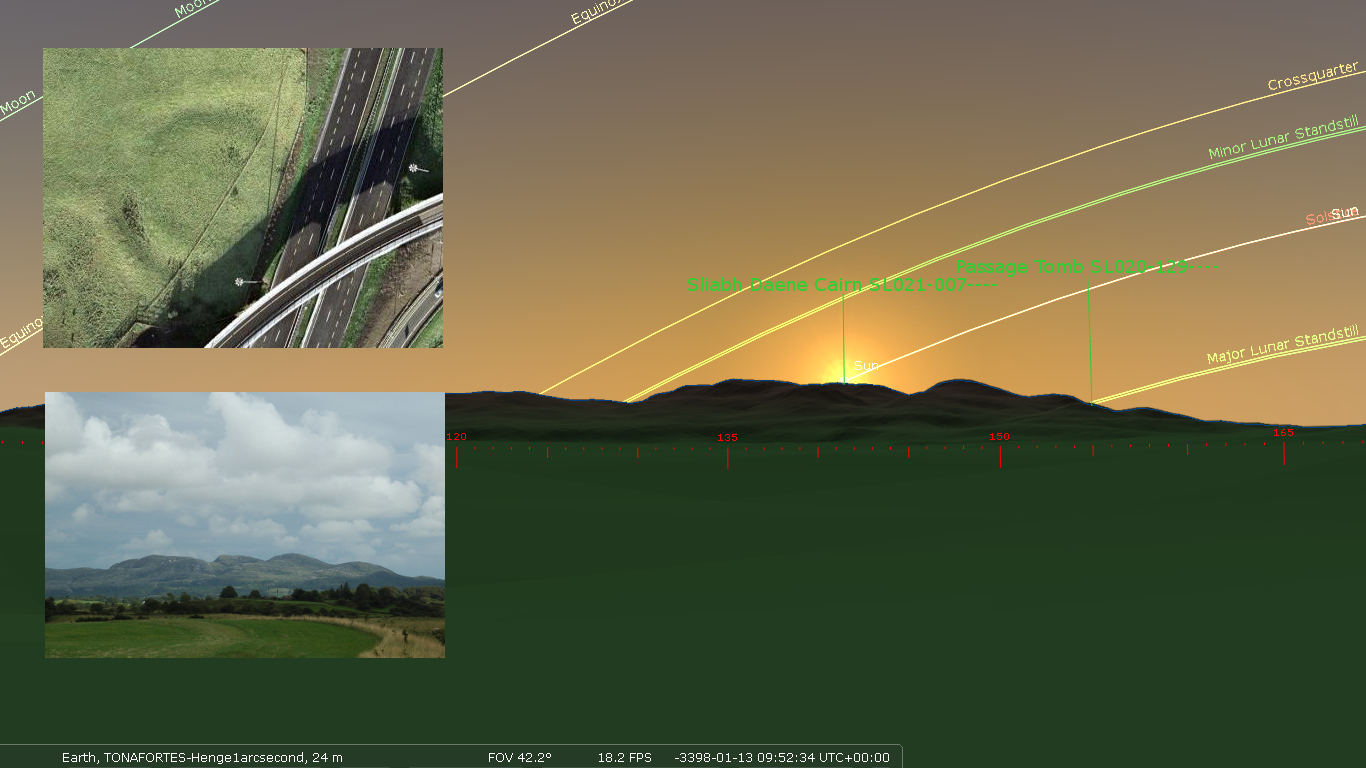 Moon
Equinox
Crossquarter
Moon
Minor Lunar Standstill
Sun
Passage Tomb SL020-129----
Sliabh Daene Cairn SL021-007----
Equinox
Major Lunar Standstill
Sun
120
135
150
165
Earth, TONAFORTES-Henge1arcsecond, 24 m FOV 42.2° 18.2 FPS -3398-01-13 09:52:34 UTC+00:00